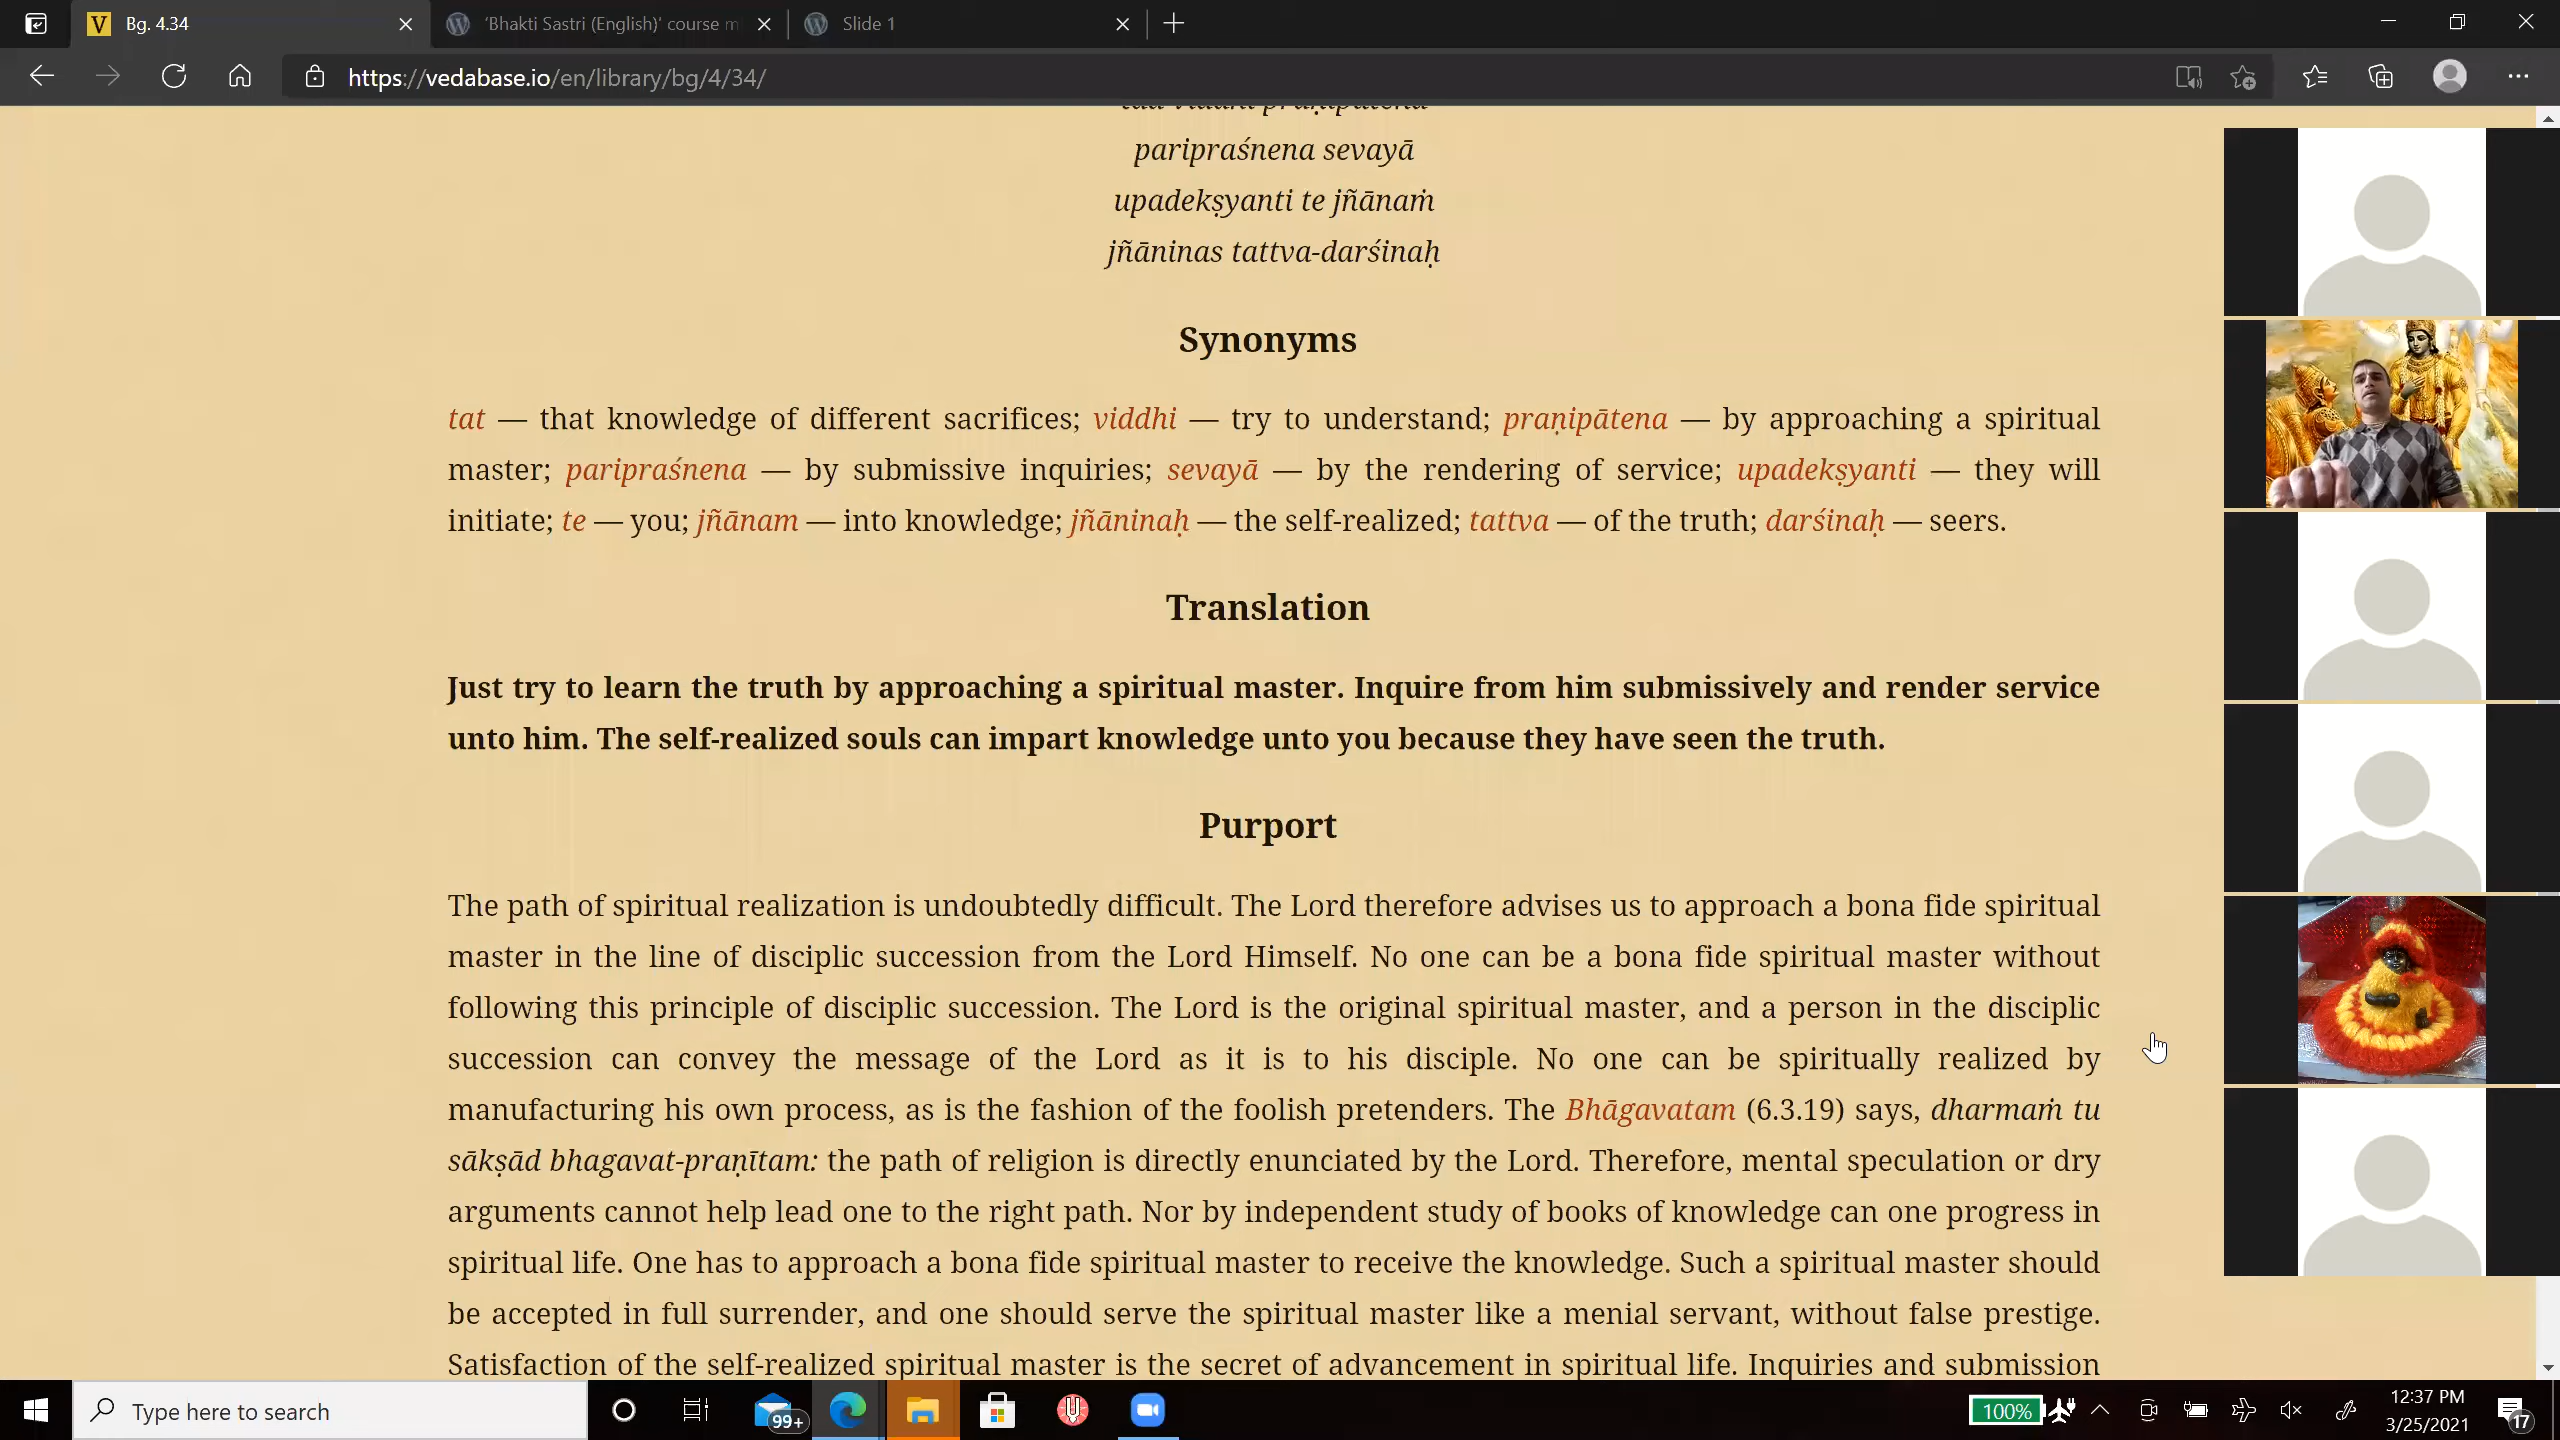 Bg. 4.34
'Bhakti Sastri (English)' course m
Slide 1
https://vedabase.io/en/library/bg/4/34/
paripraśnena sevayā
upadekṣyanti te jñānaṁ
jñāninas tattva-darśinaḥ
Synonyms
tat — that knowledge of different sacrifices; viddhi — try to understand; praṇipātena — by approaching a spiritual
master; paripraśnena — by submissive inquiries; sevayā — by the rendering of service; upadekṣyanti — they will
initiate; te — you; jñānam — into knowledge; jñāninaḥ — the self-realized; tattva — of the truth; darśinaḥ — seers.
Translation
Just try to learn the truth by approaching a spiritual master. Inquire from him submissively and render service
unto him. The self-realized souls can impart knowledge unto you because they have seen the truth.
Purport
The path of spiritual realization is undoubtedly difficult. The Lord therefore advises us to approach a bona fide spiritual
master in the line of disciplic succession from the Lord Himself. No one can be a bona fide spiritual master without
following this principle of disciplic succession. The Lord is the original spiritual master, and a person in the disciplic
succession can convey the message of the Lord as it is to his disciple. No one can be spiritually realized by
manufacturing his own process, as is the fashion of the foolish pretenders. The Bhāgavatam (6.3.19) says, dharmaṁ tu
sākṣād bhagavat-praṇītam: the path of religion is directly enunciated by the Lord. Therefore, mental speculation or dry
arguments cannot help lead one to the right path. Nor by independent study of books of knowledge can one progress in
spiritual life. One has to approach a bona fide spiritual master to receive the knowledge. Such a spiritual master should
be accepted in full surrender, and one should serve the spiritual master like a menial servant, without false prestige.
Satisfaction of the self-realized spiritual master is the secret of advancement in spiritual life. Inquiries and submission
Type here to search
99+
100%
12:37 PM
3/25/2021
17